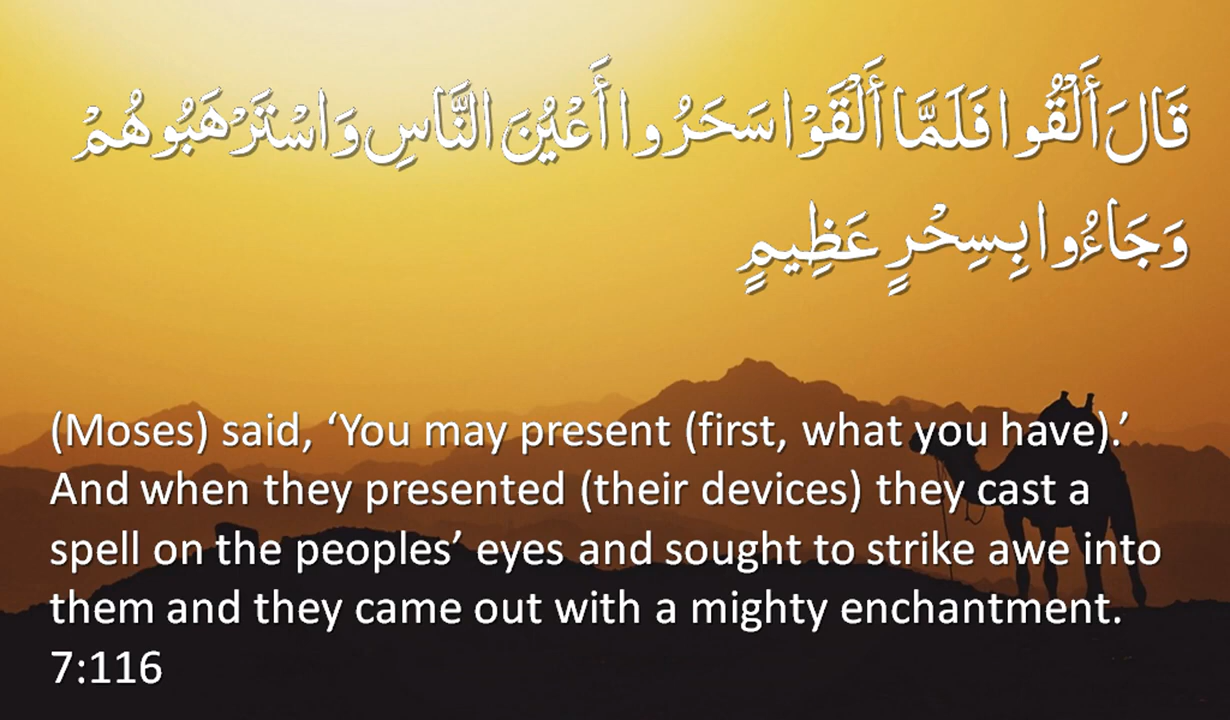 قَالَ أَلْقُوا فَلَمَّا أَلْقَوْا سَحَرُوا أَعْيُنَ النَّاسِ وَاسْتَرْهَبُوهُمْ
وَجَاءُوا بِسِحْرٍ عَظِيمٍ
(Moses) said, ‘You may present (first, what you have).’
And when they presented (their devices) they cast a
spell on the peoples’ eyes and sought to strike awe into
them and they came out with a mighty enchantment.
7:116